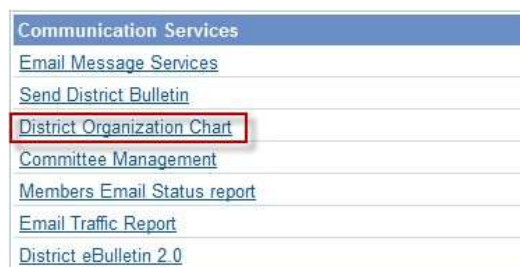 Communication Services
Email Message Services
Send District Bulletin
District Organization Chart
Committee Management
Members Email Status report
Email Traffic Report
District eBulletin 2.0